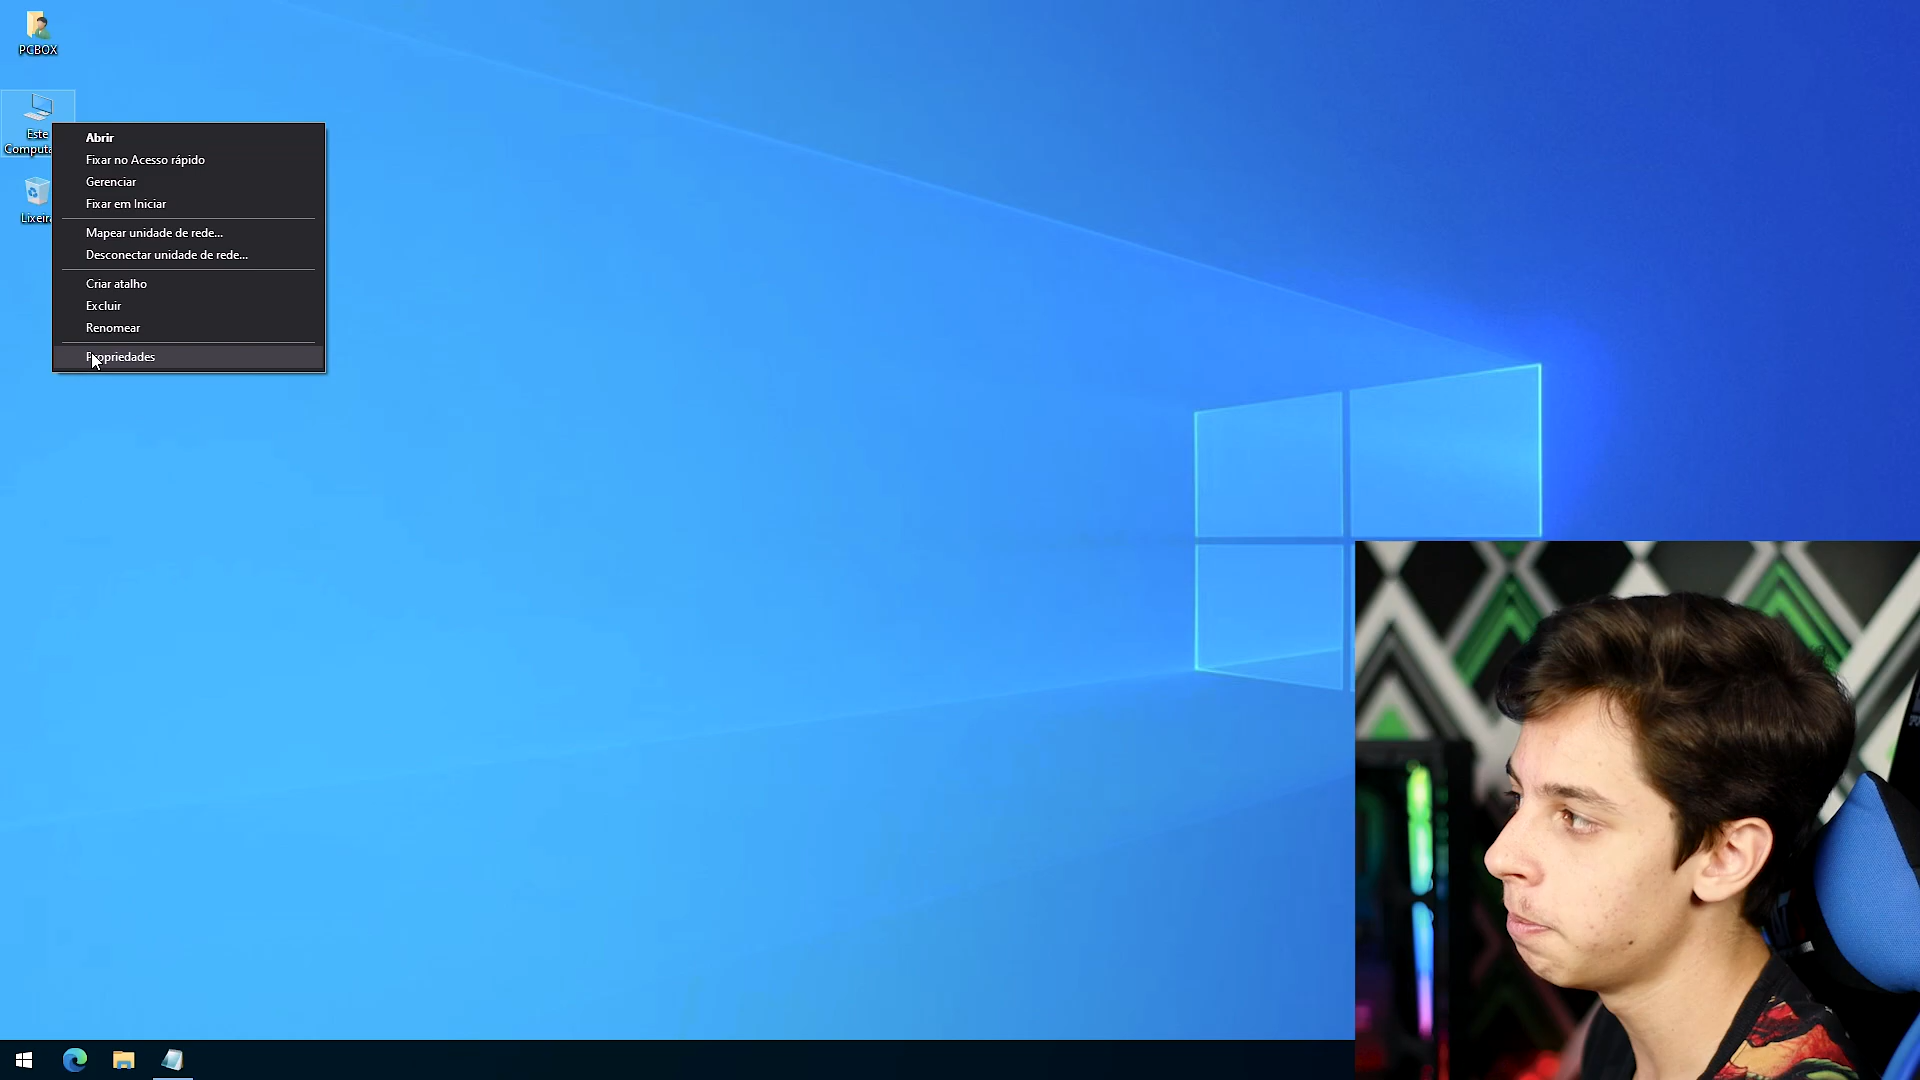 PCBOX
Este
Computa
Lixeira
Abrir
Fixar no Acesso rápido
Gerenciar
Fixar em Iniciar
Mapear unidade de rede...
Desconectar unidade de rede...
Criar atalho
Excluir
Renomear
Propriedades